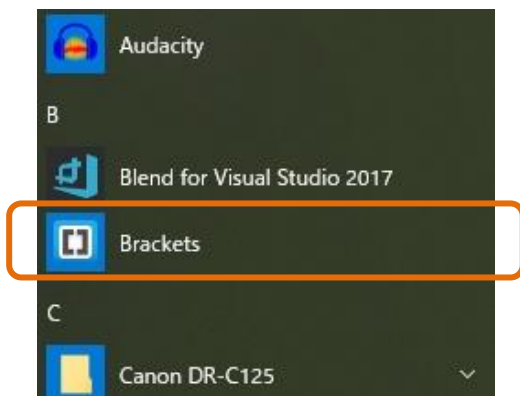 Audacity
B
Blend for Visual Studio 2017
Brackets
C
Canon DR-C125